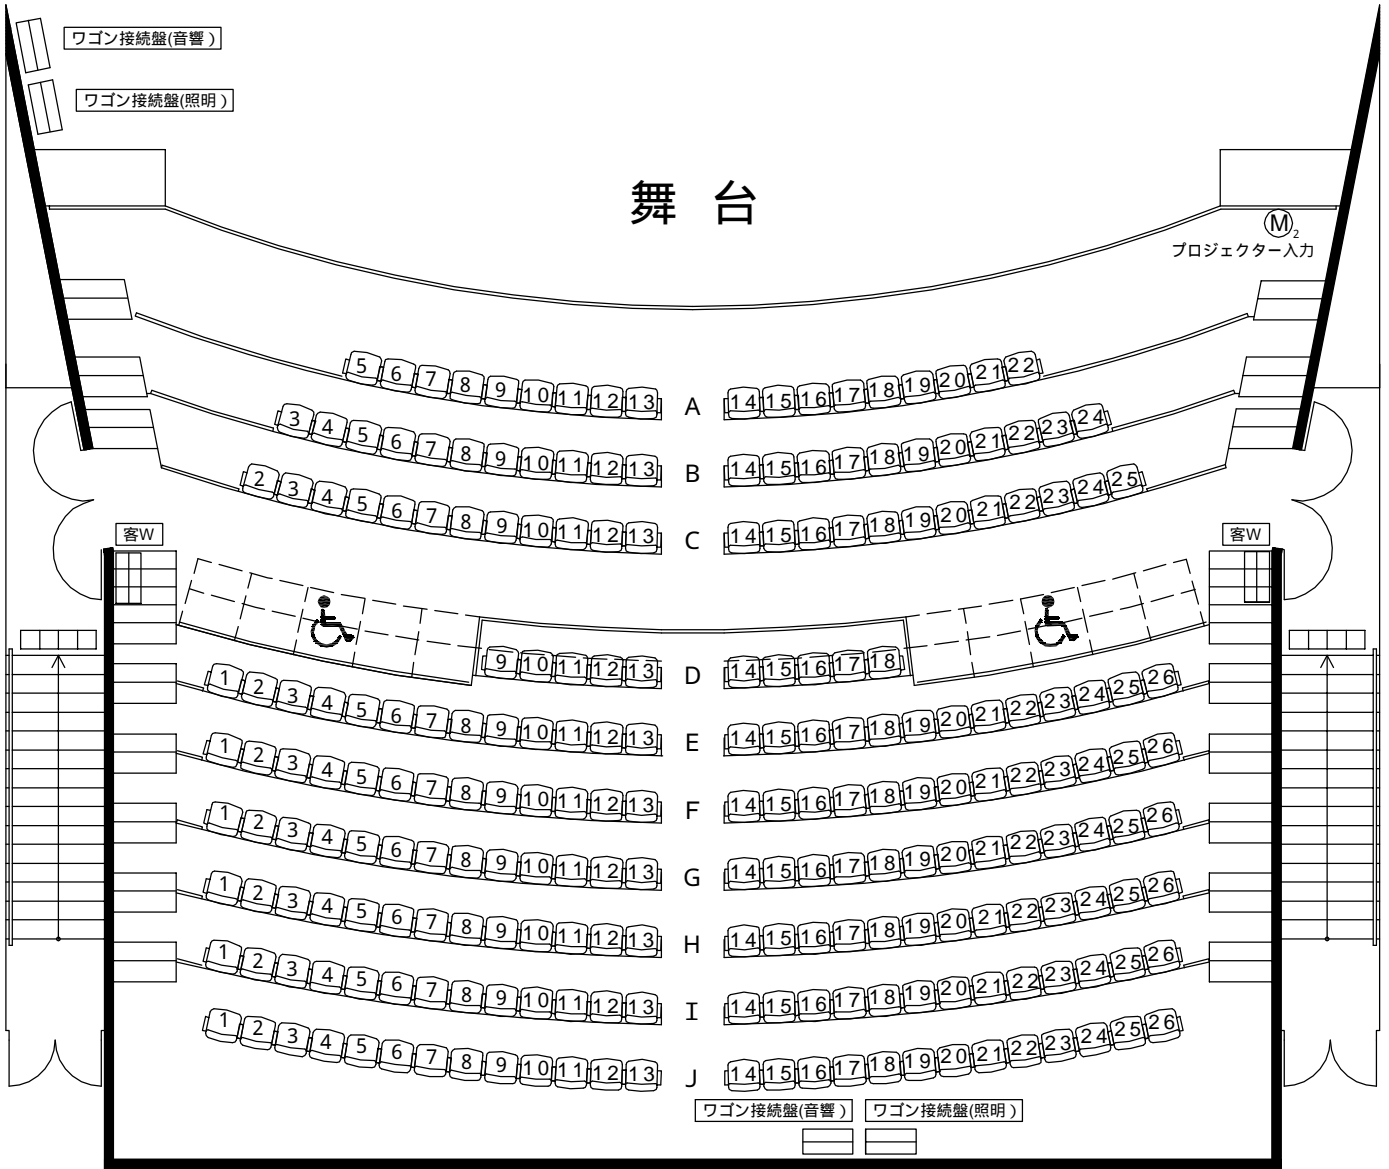 ワゴン接続盤(音響)
ワゴン接続盤(照明)
舞 台
M2
プロジェクター入力
5 6 7 8 9 10 11 12 13 A 14 15 16 17 18 19 20 21 22
3 4 5 6 7 8 9 10 11 12 13 B 14 15 16 17 18 19 20 21 22 23 24
2 3 4 5 6 7 8 9 10 11 12 13 C 14 15 16 17 18 19 20 21 22 23 24 25
客W 客W
9 10 11 12 13 D 14 15 16 17 18
1 2 3 4 5 6 7 8 9 10 11 12 13 E 14 15 16 17 18 19 20 21 22 23 24 25 26
1 2 3 4 5 6 7 8 9 10 11 12 13 F 14 15 16 17 18 19 20 21 22 23 24 25 26
1 2 3 4 5 6 7 8 9 10 11 12 13 G 14 15 16 17 18 19 20 21 22 23 24 25 26
1 2 3 4 5 6 7 8 9 10 11 12 13 H 14 15 16 17 18 19 20 21 22 23 24 25 26
1 2 3 4 5 6 7 8 9 10 11 12 13 I 14 15 16 17 18 19 20 21 22 23 24 25 26
1 2 3 4 5 6 7 8 9 10 11 12 13 J 14 15 16 17 18 19 20 21 22 23 24 25 26
ワゴン接続盤(音響) ワゴン接続盤(照明)